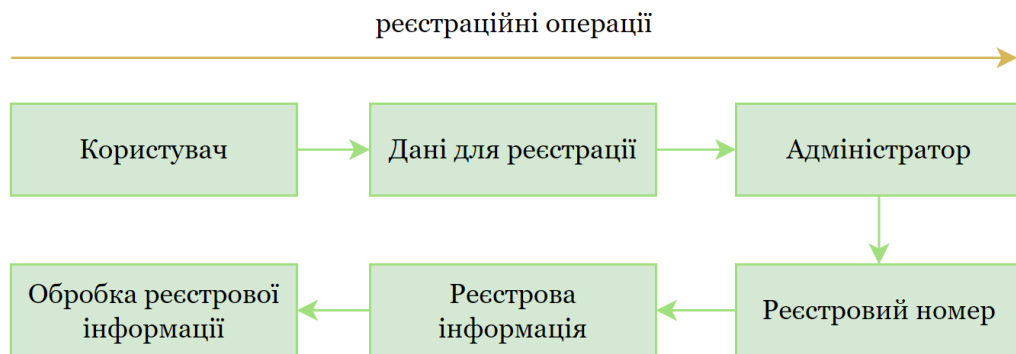 реєстраційні операції
Користувач
Дані для реєстрації
Адміністратор
Обробка реєстрової
інформації
Реєстрова
інформація
Реєстровий номер